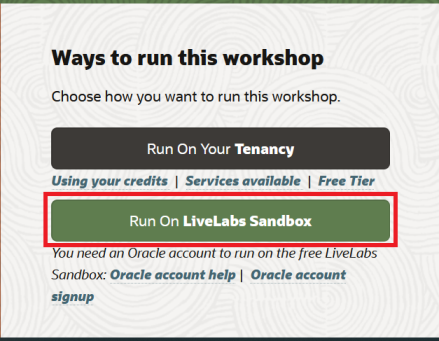 Ways to run this workshop
Choose how you want to run this workshop.
Run On Your Tenancy
Using your credits | Services available | Free Tier
Run On LiveLabs Sandbox
You need an Oracle account to run on the free LiveLabs
Sandbox: Oracle account help | Oracle account
signup